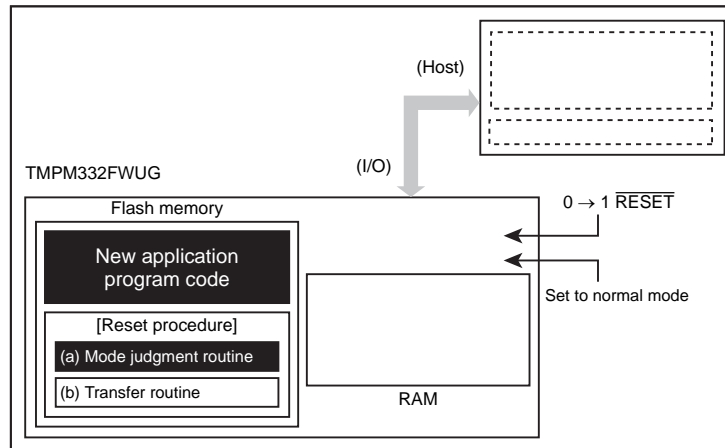 (Host)
(I/O)
TMPM332FWUG
Flash memory
0 → 1 RESET
New application
program code
Set to normal mode
[Reset procedure]
(a) Mode judgment routine
(b) Transfer routine
RAM